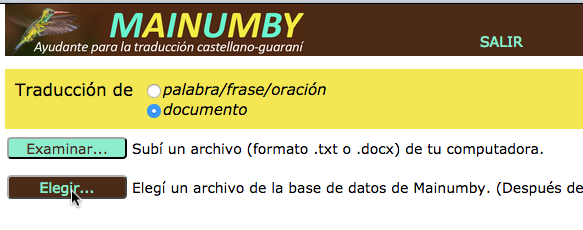 MAINUMBY
Ayudante para la traducción castellano-guaraní
SALIR
Traducción de
palabra/frase/oración
documento
Examinar... Subí un archivo (formato .txt o .docx) de tu computadora.
Elegir... Elegí un archivo de la base de datos de Mainumby. (Después de